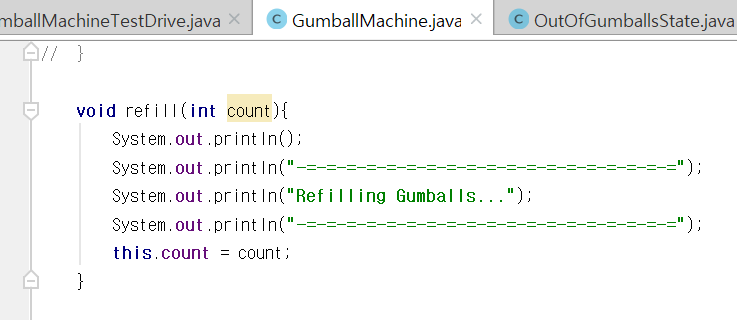 mballMachineTestDrive.java × C GumballMachine.java × C OutOfGumballsState.java
// }
void refill(int count){
System.out.println();
System.out.println("-=-=-=-=-=-=-=-=-=-=-=-=-=-=-=-=-=-=-=");
System.out.println("Refilling Gumballs...");
System.out.println("-=-=-=-=-=-=-=-=-=-=-=-=-=-=-=-=-=-=-=");
this.count = count;
}